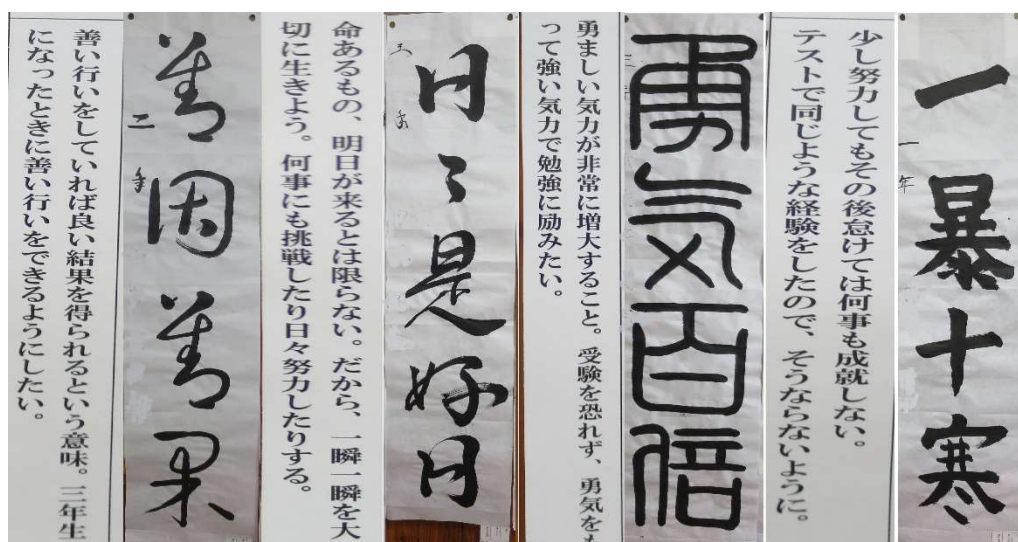 一暴十寒
一年
少し努力してもその後怠けては何事も成就しない。
テストで同じような経験をしたので、そうならないように。
勇気百倍
三年
勇ましい気力が非常に増大すること。受験を恐れず、勇気をも
って強い気力で勉強に励みたい。
日々是好日
三年
命あるもの、明日が来るとは限らない。だから、一瞬一瞬を大
切に生きよう。何事にも挑戦したり日々努力したりする。
善因善果
二年
善い行いをしていれば良い結果を得られるという意味。三年生
になったときに善い行いをできるようにしたい。